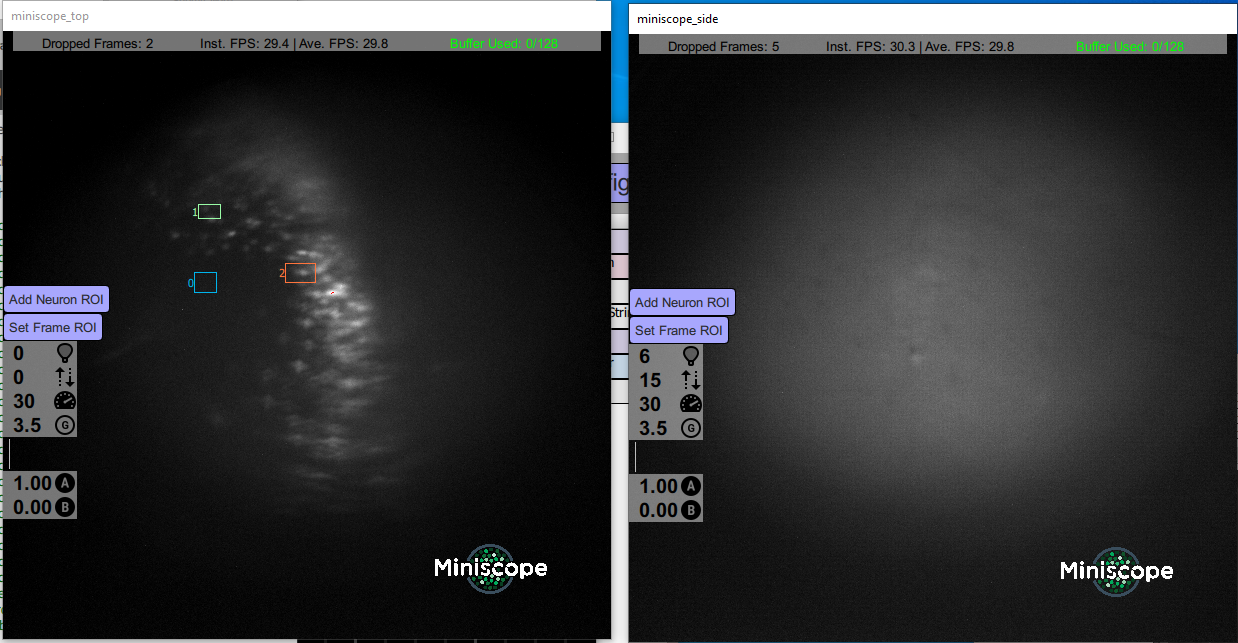 miniscope_top
Dropped Frames: 2 Inst. FPS: 29.4 | Ave. FPS: 29.8 Buffer Used: 0/128
1
0
2
Add Neuron ROI
Set Frame ROI
0
0
30
3.5 G
1.00 A
0.00 B
Miniscope
miniscope_side
Dropped Frames: 5 Inst. FPS: 30.3 | Ave. FPS: 29.8 Buffer Used: 0/128
Add Neuron ROI
Set Frame ROI
6
15
30
3.5 G
1.00 A
0.00 B
Miniscope